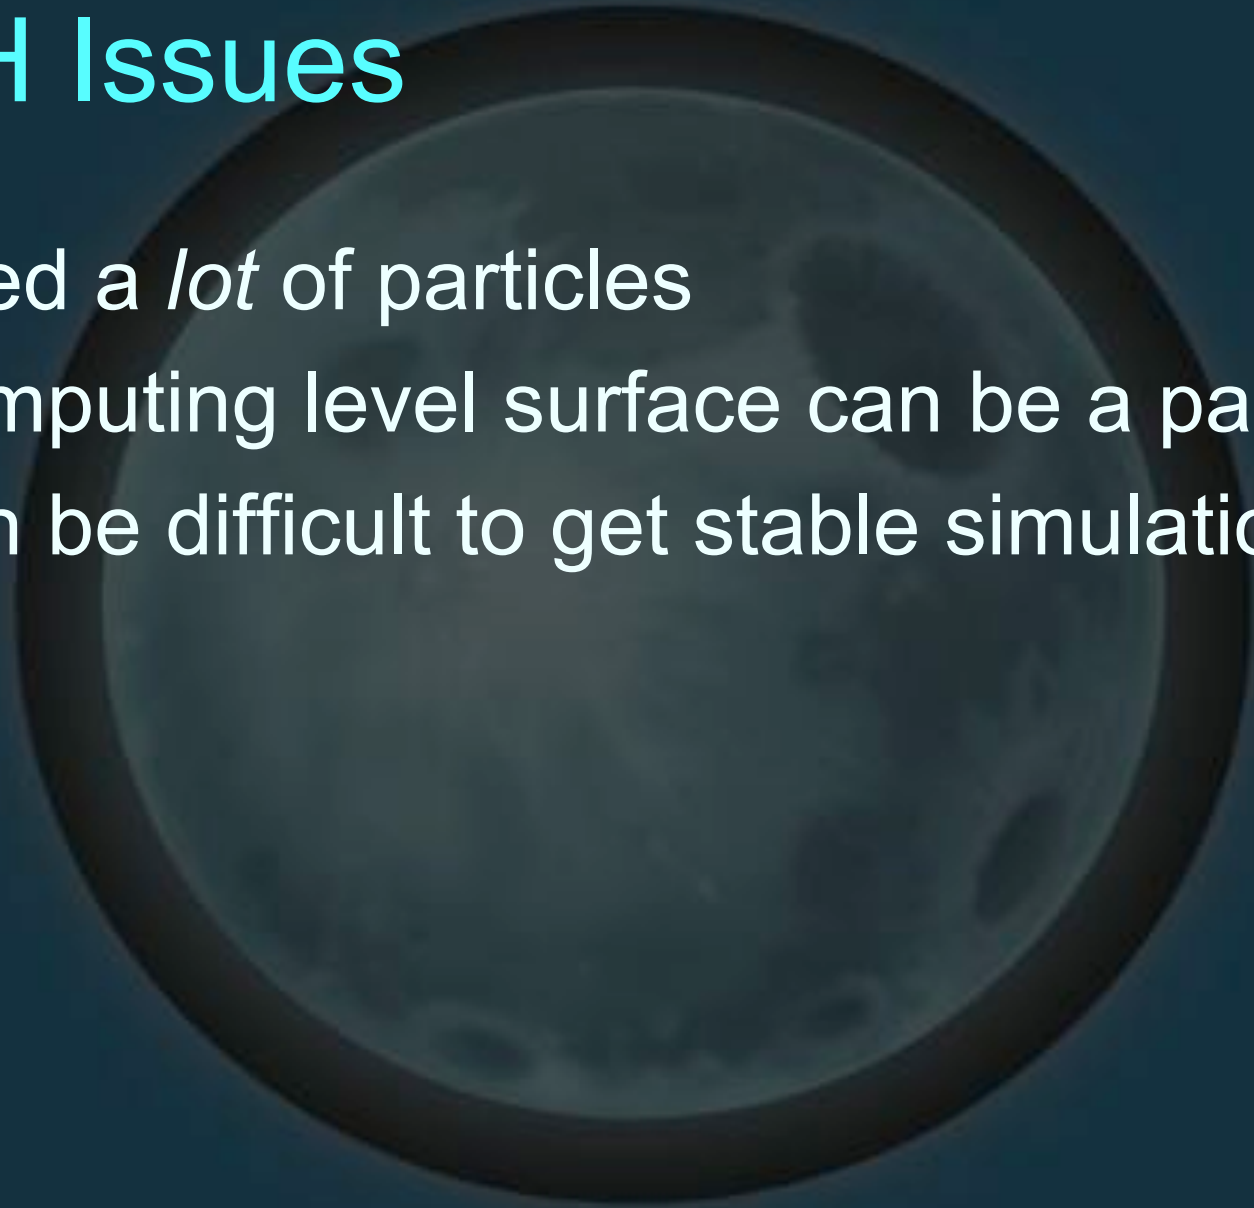 H Issues
ed a lot of particles
mputing level surface can be a pa
n be difficult to get stable simulatio